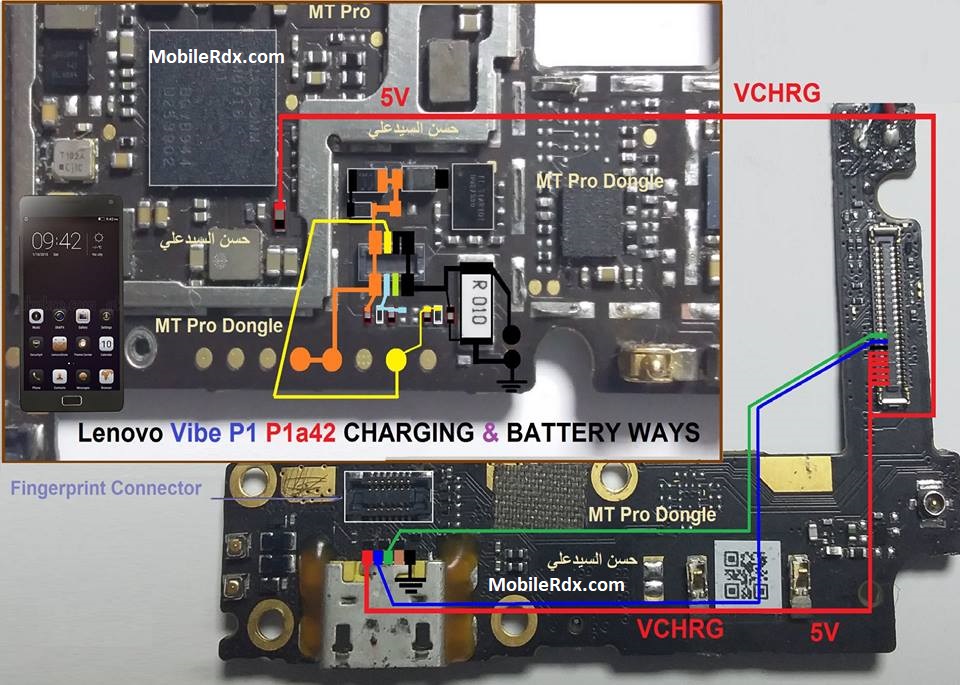 MT Pro
MobileRdx.com
5V
VCHRG
حسن السيدعلي
T102A
MT Pro Dongle
حسن السيدعلي
09:42
R 010
MT Pro Dongle
Lenovo Vibe P1 P1a42 CHARGING & BATTERY WAYS
Fingerprint Connector
MT Pro Dongle
حسن السيدعلي
MobileRdx.com
VCHRG
5V